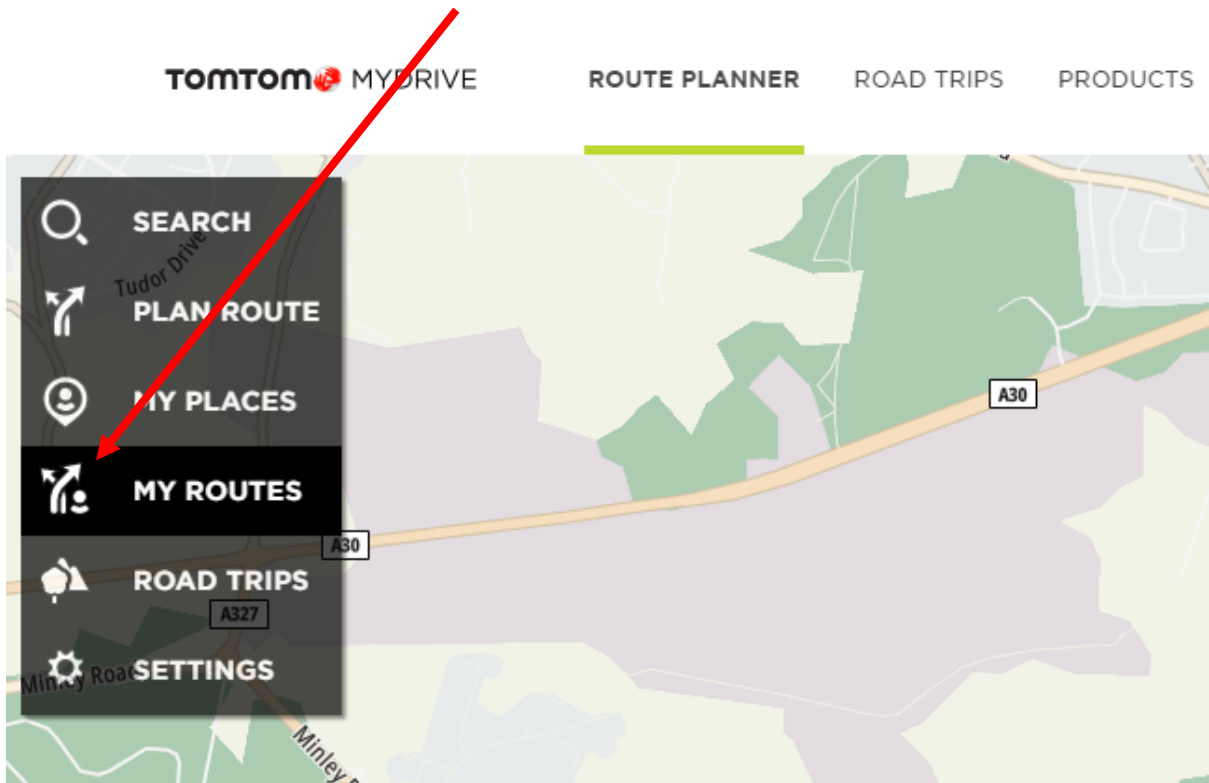 TOMTOM MYDRIVE ROUTE PLANNER ROAD TRIPS PRODUCTS
SEARCH
Tudor Drive
PLAN ROUTE
MY PLACES
A30
MY ROUTES
A30
ROAD TRIPS
A327
SETTINGS
Minley Road
Minley